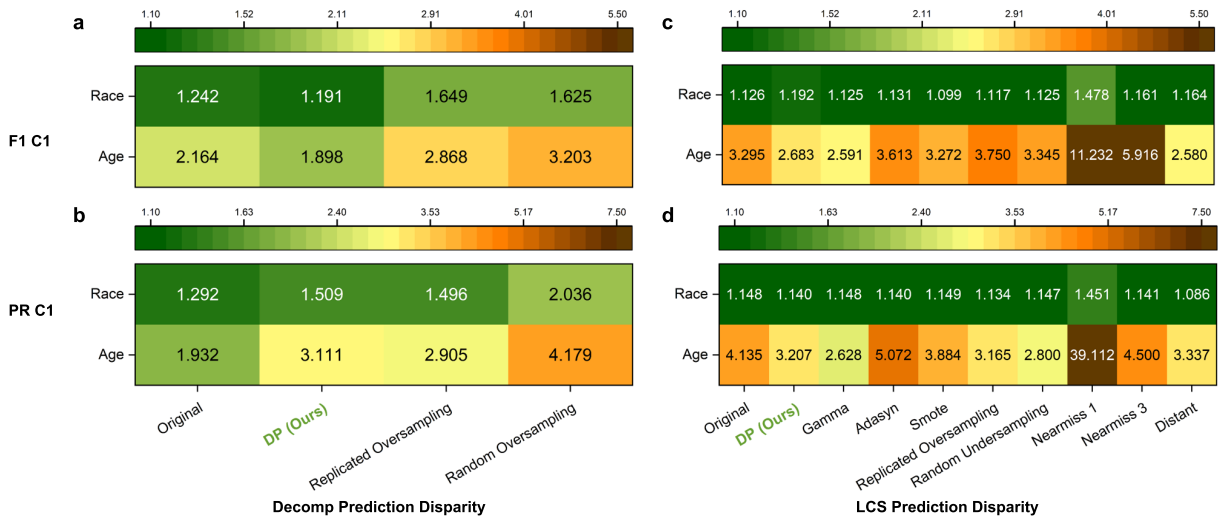 a
1.10 1.52 2.11 2.91 4.01 5.50
F1 C1
Race 1.242 1.191 1.649 1.625
Age 2.164 1.898 2.868 3.203
b
1.10 1.63 2.40 3.53 5.17 7.50
PR C1
Race 1.292 1.509 1.496 2.036
Age 1.932 3.111 2.905 4.179
Original DP (Ours) Replicated Oversampling Random Oversampling
Decomp Prediction Disparity
c
1.10 1.52 2.11 2.91 4.01 5.50
Race 1.126 1.192 1.125 1.131 1.099 1.117 1.125 1.478 1.161 1.164
Age 3.295 2.683 2.591 3.613 3.272 3.750 3.345 11.232 5.916 2.580
d
1.10 1.63 2.40 3.53 5.17 7.50
Race 1.148 1.140 1.148 1.140 1.149 1.134 1.147 1.451 1.141 1.086
Age 4.135 3.207 2.628 5.072 3.884 3.165 2.800 39.112 4.500 3.337
Original DP (Ours) Gamma Adasyn Smote Replicated Oversampling Random Undersampling Nearmiss 1 Nearmiss 3 Distant
LCS Prediction Disparity